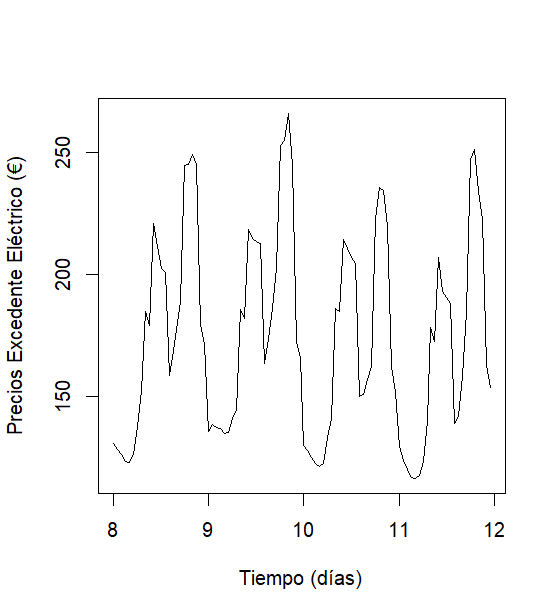 Precios Excedente Eléctrico (€)
250
200
150
8 9 10 11 12
Tiempo (días)